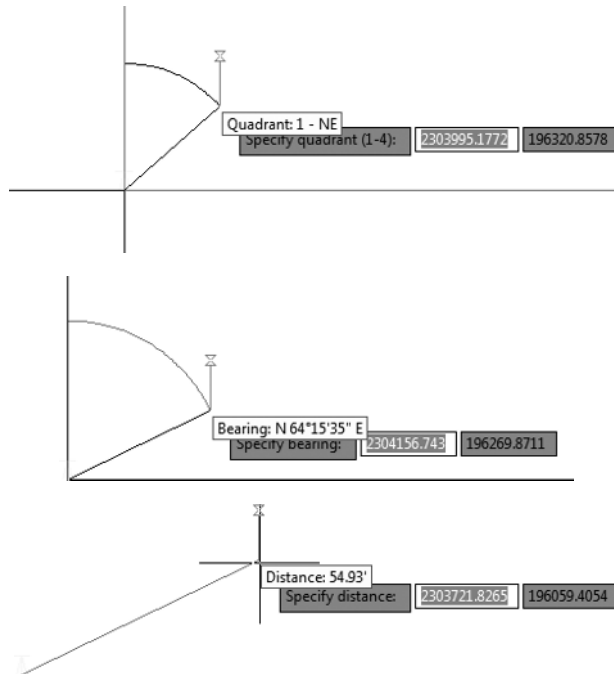 Quadrant: 1 - NE
Specify quadrant (1-4): 2303995.1772 196320.8578
Bearing: N 64°15'35" E
Specify bearing: 2304156.743 196269.8711
Distance: 54.93'
Specify distance: 2303721.8265 196059.4054